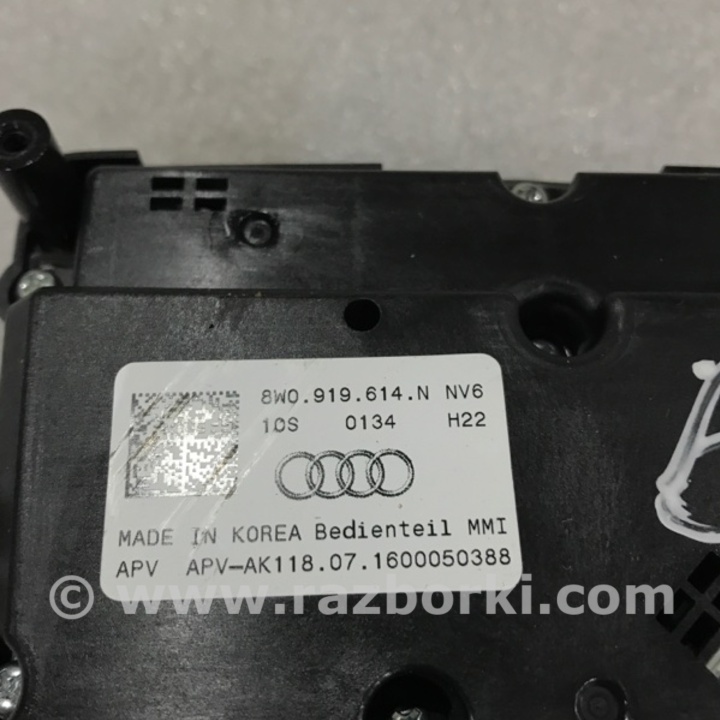 8W0.919.614.N NV6
10S 0134 H22
MADE IN KOREA Bedienteil MMI
APV APV-AK118.07.1600050388
© www.razborki.com